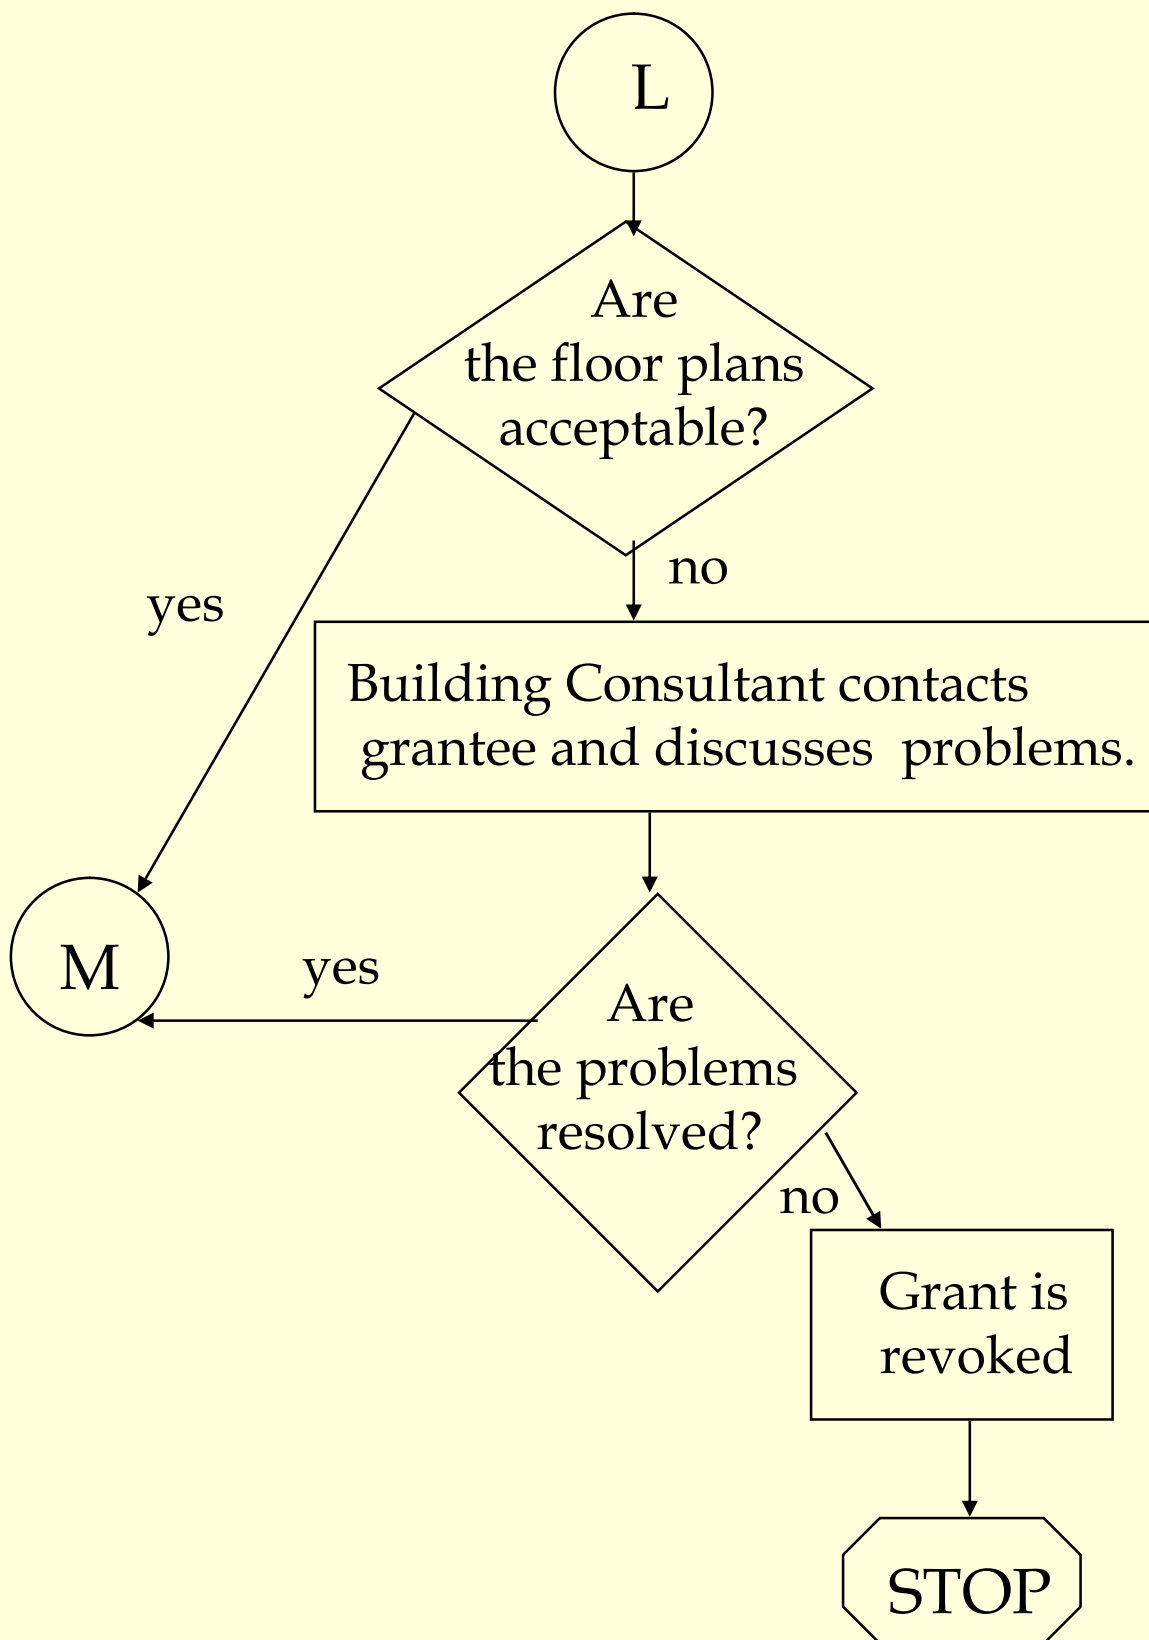 L
Are
the floor plans
acceptable?
no
yes
Building Consultant contacts
grantee and discusses  problems.
M
yes
Are
the problems
resolved?
no
Grant is
revoked
STOP